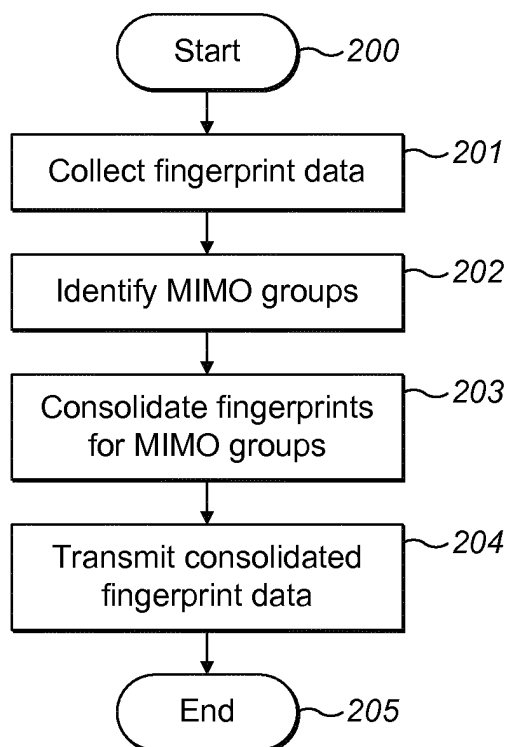 Start
200
Collect fingerprint data
201
Identify MIMO groups
202
Consolidate fingerprints
for MIMO groups
203
Transmit consolidated
fingerprint data
204
End
205